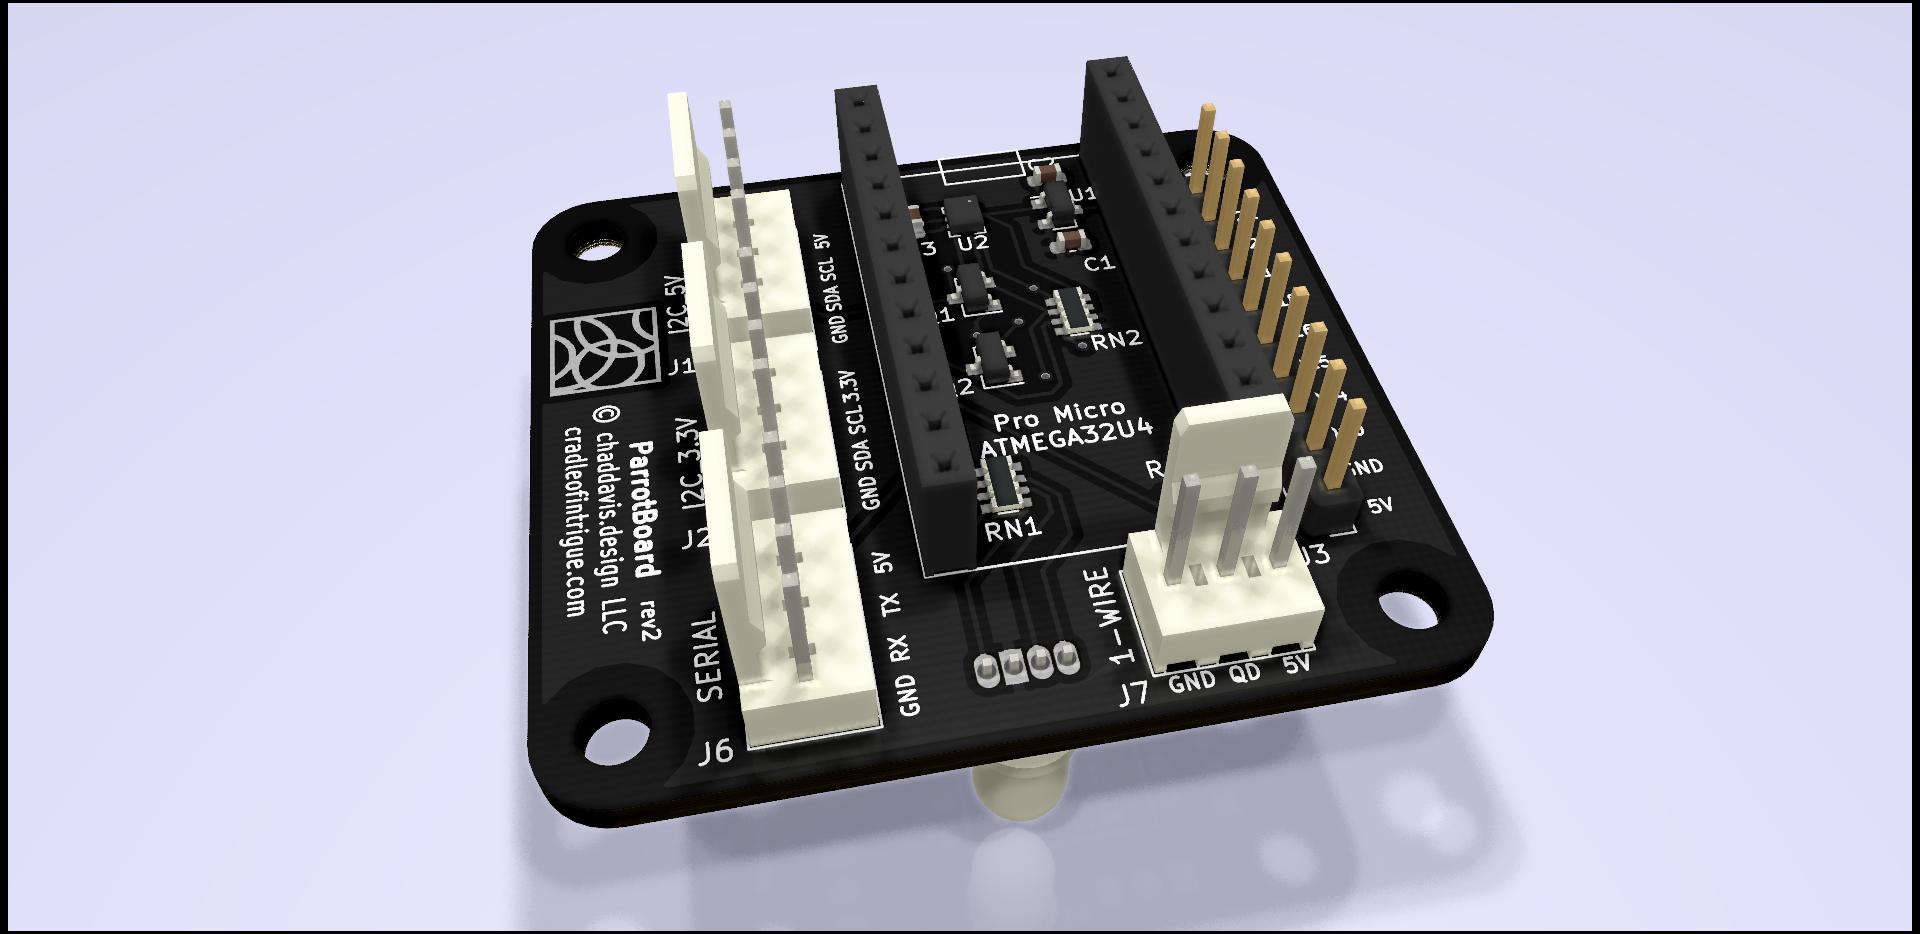 I2C 5V
J1
I2C 3.3V
SERIAL
J6
GND SDA SCL 5V
GND SDA SCL 3.3V
GND RX TX 5V
© chaddavis.design LLC
cradleofintrigue.com
ParrotBoard rev2
U2
U1
C1
RN2
Pro Micro
ATMEGA32U4
RN1
1-WIRE
J7
GND QD 5V
J3
5V